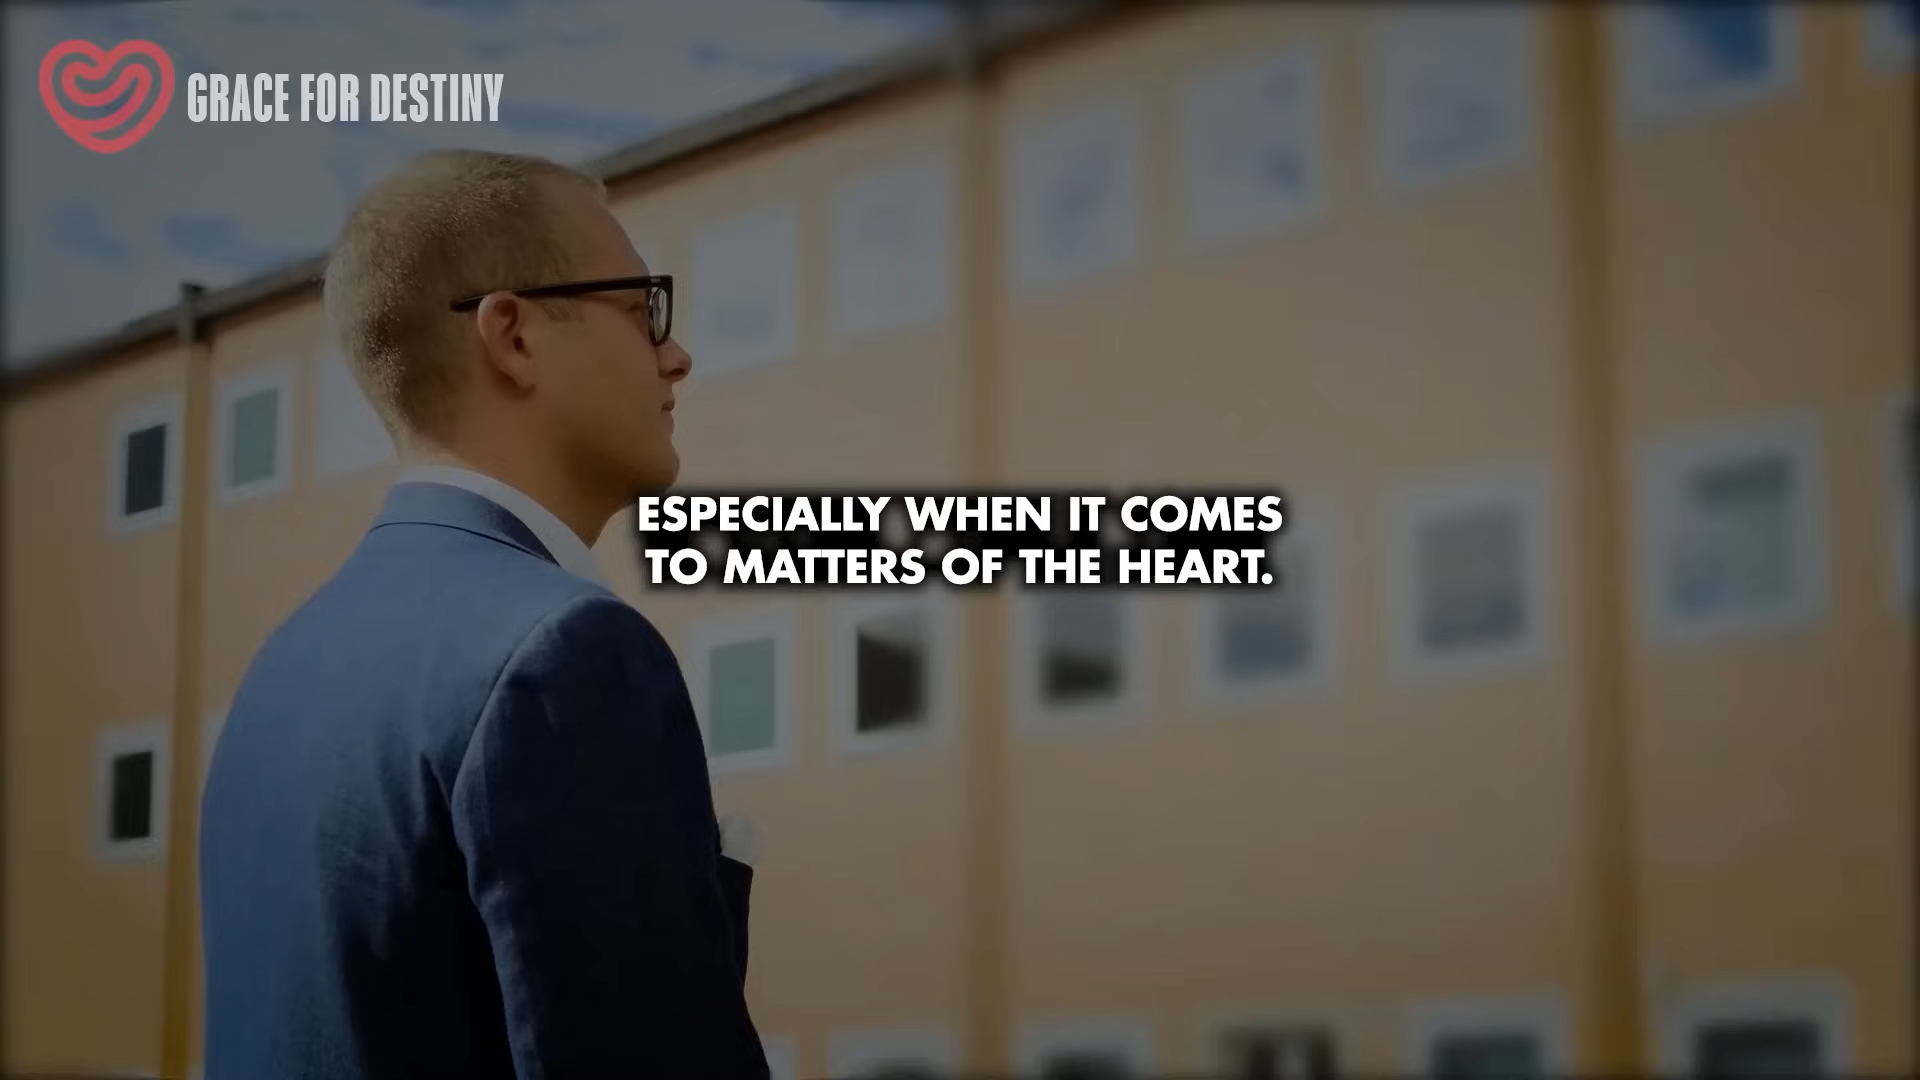 GRACE FOR DESTINY
ESPECIALLY WHEN IT COMES
TO MATTERS OF THE HEART.